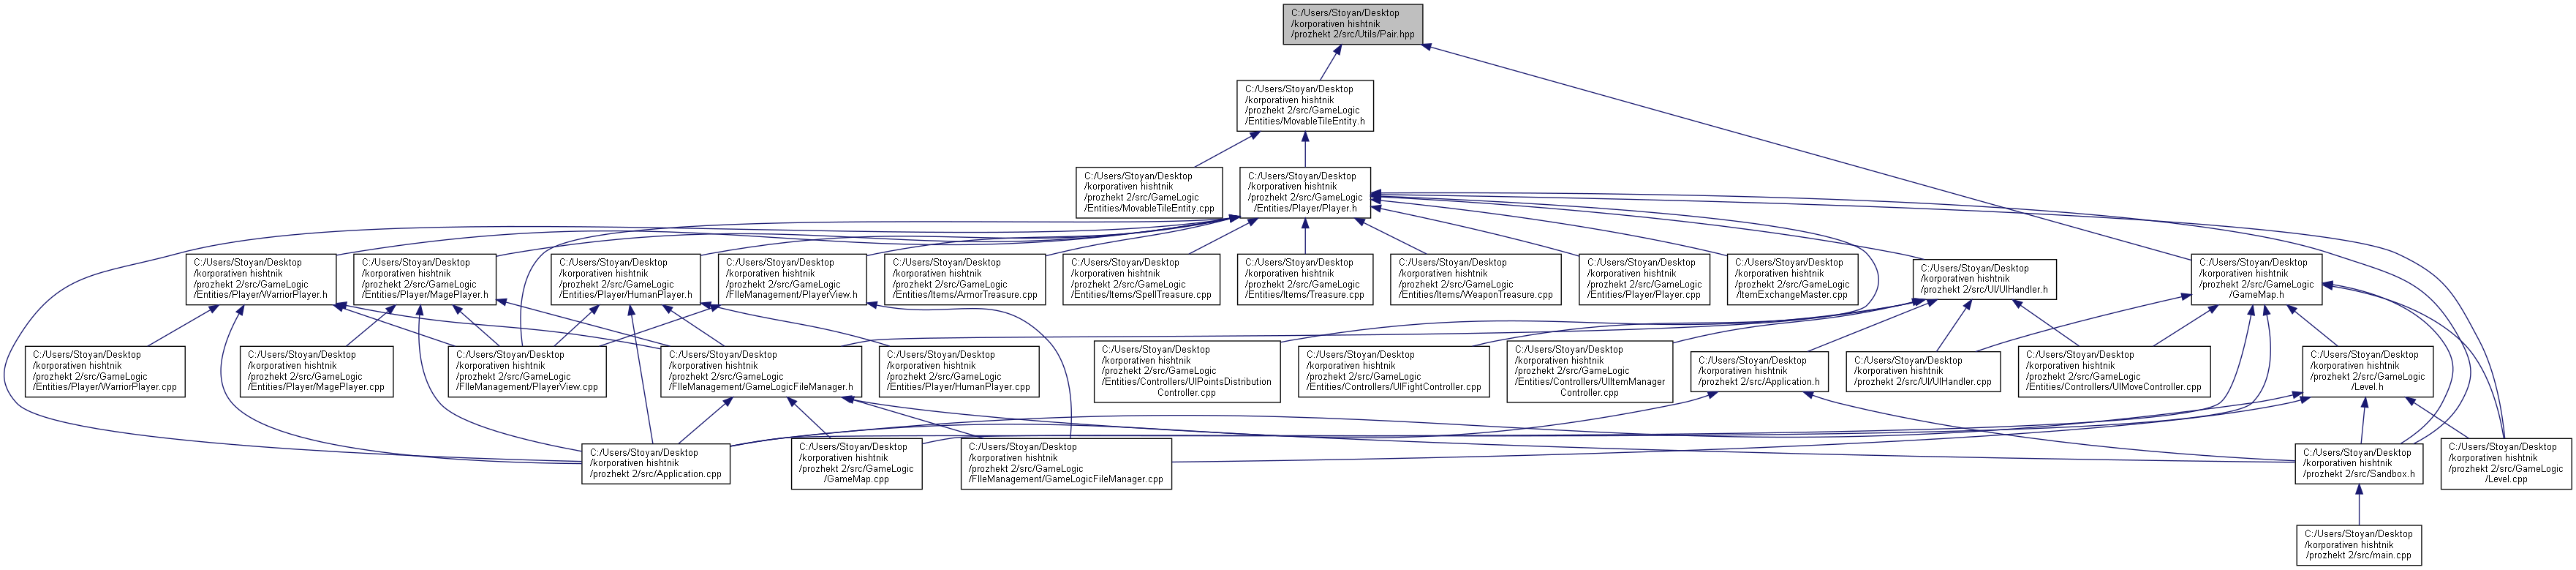 C:/Users/Stoyan/Desktop
/korporativen hishtnik
/prozhekt 2/src/Utils/Pair.hpp
C:/Users/Stoyan/Desktop
/korporativen hishtnik
/prozhekt 2/src/GameLogic
/Entities/MovableTileEntity.h
C:/Users/Stoyan/Desktop
/korporativen hishtnik
/prozhekt 2/src/GameLogic
/Entities/MovableTileEntity.cpp
C:/Users/Stoyan/Desktop
/korporativen hishtnik
/prozhekt 2/src/GameLogic
/Entities/Player/Player.h
C:/Users/Stoyan/Desktop
/korporativen hishtnik
/prozhekt 2/src/GameLogic
/Entities/Player/WarriorPlayer.h
C:/Users/Stoyan/Desktop
/korporativen hishtnik
/prozhekt 2/src/GameLogic
/Entities/Player/MagePlayer.h
C:/Users/Stoyan/Desktop
/korporativen hishtnik
/prozhekt 2/src/GameLogic
/Entities/Player/HumanPlayer.h
C:/Users/Stoyan/Desktop
/korporativen hishtnik
/prozhekt 2/src/GameLogic
/FIleManagement/PlayerView.h
C:/Users/Stoyan/Desktop
/korporativen hishtnik
/prozhekt 2/src/GameLogic
/Entities/Items/ArmorTreasure.cpp
C:/Users/Stoyan/Desktop
/korporativen hishtnik
/prozhekt 2/src/GameLogic
/Entities/Items/SpellTreasure.cpp
C:/Users/Stoyan/Desktop
/korporativen hishtnik
/prozhekt 2/src/GameLogic
/Entities/Items/Treasure.cpp
C:/Users/Stoyan/Desktop
/korporativen hishtnik
/prozhekt 2/src/GameLogic
/Entities/Items/WeaponTreasure.cpp
C:/Users/Stoyan/Desktop
/korporativen hishtnik
/prozhekt 2/src/GameLogic
/Entities/Player/Player.cpp
C:/Users/Stoyan/Desktop
/korporativen hishtnik
/prozhekt 2/src/GameLogic
/ItemExchangeMaster.cpp
C:/Users/Stoyan/Desktop
/korporativen hishtnik
/prozhekt 2/src/UI/UIHandler.h
C:/Users/Stoyan/Desktop
/korporativen hishtnik
/prozhekt 2/src/GameLogic
/GameMap.h
C:/Users/Stoyan/Desktop
/korporativen hishtnik
/prozhekt 2/src/GameLogic
/Entities/Player/WarriorPlayer.cpp
C:/Users/Stoyan/Desktop
/korporativen hishtnik
/prozhekt 2/src/GameLogic
/Entities/Player/MagePlayer.cpp
C:/Users/Stoyan/Desktop
/korporativen hishtnik
/prozhekt 2/src/GameLogic
/FIleManagement/PlayerView.cpp
C:/Users/Stoyan/Desktop
/korporativen hishtnik
/prozhekt 2/src/GameLogic
/FIleManagement/GameLogicFileManager.h
C:/Users/Stoyan/Desktop
/korporativen hishtnik
/prozhekt 2/src/GameLogic
/Entities/Player/HumanPlayer.cpp
C:/Users/Stoyan/Desktop
/korporativen hishtnik
/prozhekt 2/src/GameLogic
/Entities/Controllers/UIPointsDistribution
Controller.cpp
C:/Users/Stoyan/Desktop
/korporativen hishtnik
/prozhekt 2/src/GameLogic
/Entities/Controllers/UIFightController.cpp
C:/Users/Stoyan/Desktop
/korporativen hishtnik
/prozhekt 2/src/GameLogic
/Entities/Controllers/UIItemManager
Controller.cpp
C:/Users/Stoyan/Desktop
/korporativen hishtnik
/prozhekt 2/src/Application.h
C:/Users/Stoyan/Desktop
/korporativen hishtnik
/prozhekt 2/src/UI/UIHandler.cpp
C:/Users/Stoyan/Desktop
/korporativen hishtnik
/prozhekt 2/src/GameLogic
/Entities/Controllers/UIMoveController.cpp
C:/Users/Stoyan/Desktop
/korporativen hishtnik
/prozhekt 2/src/GameLogic
/Level.h
C:/Users/Stoyan/Desktop
/korporativen hishtnik
/prozhekt 2/src/Application.cpp
C:/Users/Stoyan/Desktop
/korporativen hishtnik
/prozhekt 2/src/GameLogic
/GameMap.cpp
C:/Users/Stoyan/Desktop
/korporativen hishtnik
/prozhekt 2/src/GameLogic
/FIleManagement/GameLogicFileManager.cpp
C:/Users/Stoyan/Desktop
/korporativen hishtnik
/prozhekt 2/src/Sandbox.h
C:/Users/Stoyan/Desktop
/korporativen hishtnik
/prozhekt 2/src/GameLogic
/Level.cpp
C:/Users/Stoyan/Desktop
/korporativen hishtnik
/prozhekt 2/src/main.cpp